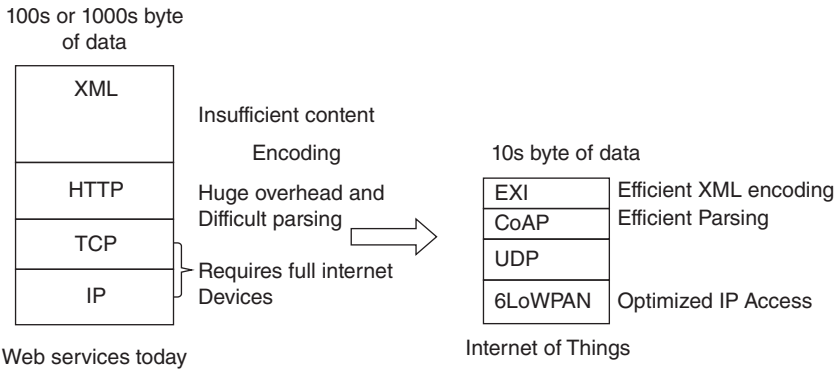 100s or 1000s byte
of data
XML
Insufficient content
Encoding
HTTP
Huge overhead and
Difficult parsing
TCP
IP
Requires full internet
Devices
Web services today
10s byte of data
EXI
Efficient XML encoding
CoAP
Efficient Parsing
UDP
6LoWPAN
Optimized IP Access
Internet of Things